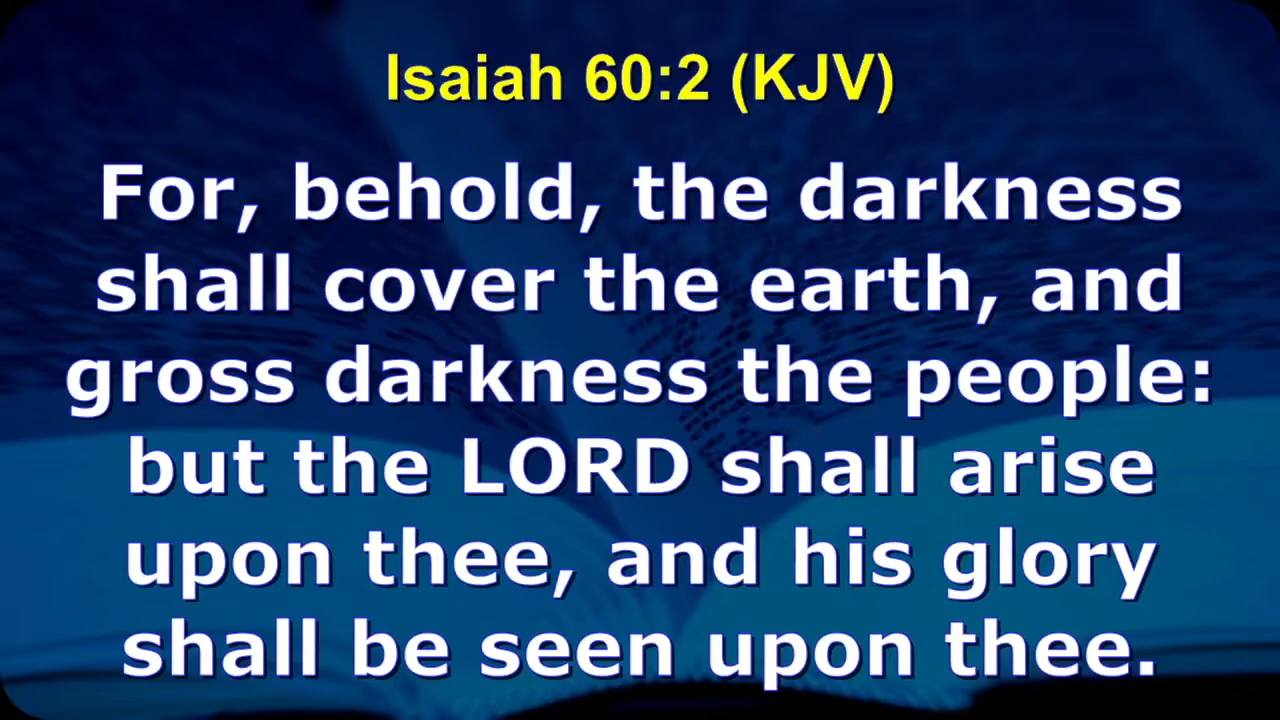 Isaiah 60:2 (KJV)
For, behold, the darkness
shall cover the earth, and
gross darkness the people:
but the LORD shall arise
upon thee, and his glory
shall be seen upon thee.